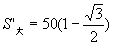 S"大 = 50(1 - √3/2)